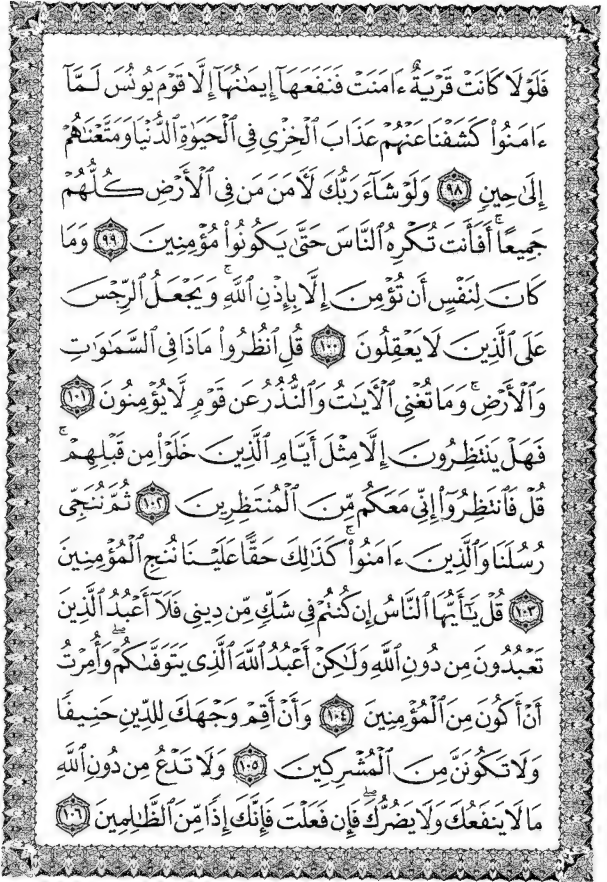 فَلَوۡلَا كَانَتۡ قَرۡيَةٌ ءَامَنَتۡ فَنَفَعَهَآ إِيمَٰنُهَآ إِلَّا قَوۡمَ يُونُسَ لَمَّآ
ءَامَنُواْ كَشَفۡنَا عَنۡهُمۡ عَذَابَ ٱلۡخِزۡيِ فِي ٱلۡحَيَوٰةِ ٱلدُّنۡيَا وَمَتَّعۡنَٰهُمۡ
إِلَىٰ حِينٖ ٩٨ وَلَوۡ شَآءَ رَبُّكَ لَأٓمَنَ مَن فِي ٱلۡأَرۡضِ كُلُّهُمۡ
جَمِيعًاۚ أَفَأَنتَ تُكۡرِهُ ٱلنَّاسَ حَتَّىٰ يَكُونُواْ مُؤۡمِنِينَ ٩٩ وَمَا
كَانَ لِنَفۡسٍ أَن تُؤۡمِنَ إِلَّا بِإِذۡنِ ٱللَّهِۚ وَيَجۡعَلُ ٱلرِّجۡسَ
عَلَى ٱلَّذِينَ لَا يَعۡقِلُونَ ١٠٠ قُلِ ٱنظُرُواْ مَاذَا فِي ٱلسَّمَٰوَٰتِ
وَٱلۡأَرۡضِۚ وَمَا تُغۡنِي ٱلۡأٓيَٰتُ وَٱلنُّذُرُ عَن قَوۡمٖ لَّا يُؤۡمِنُونَ ١٠١
فَهَلۡ يَنتَظِرُونَ إِلَّا مِثۡلَ أَيَّامِ ٱلَّذِينَ خَلَوۡاْ مِن قَبۡلِهِمۡۚ
قُلۡ فَٱنتَظِرُوٓاْ إِنِّي مَعَكُم مِّنَ ٱلۡمُنتَظِرِينَ ١٠٢ ثُمَّ نُنَجِّي
رُسُلَنَا وَٱلَّذِينَ ءَامَنُواْۚ كَذَٰلِكَ حَقًّا عَلَيۡنَا نُنجِ ٱلۡمُؤۡمِنِينَ
١٠٣ قُلۡ يَٰٓأَيُّهَا ٱلنَّاسُ إِن كُنتُمۡ فِي شَكّٖ مِّن دِينِي فَلَآ أَعۡبُدُ ٱلَّذِينَ
تَعۡبُدُونَ مِن دُونِ ٱللَّهِ وَلَٰكِنۡ أَعۡبُدُ ٱللَّهَ ٱلَّذِي يَتَوَفَّىٰكُمۡۖ وَأُمِرۡتُ
أَنۡ أَكُونَ مِنَ ٱلۡمُؤۡمِنِينَ ١٠٤ وَأَنۡ أَقِمۡ وَجۡهَكَ لِلدِّينِ حَنِيفٗا
وَلَا تَكُونَنَّ مِنَ ٱلۡمُشۡرِكِينَ ١٠٥ وَلَا تَدۡعُ مِن دُونِ ٱللَّهِ
مَا لَا يَنفَعُكَ وَلَا يَضُرُّكَۖ فَإِن فَعَلۡتَ فَإِنَّكَ إِذٗا مِّنَ ٱلظَّٰلِمِينَ ١٠٦